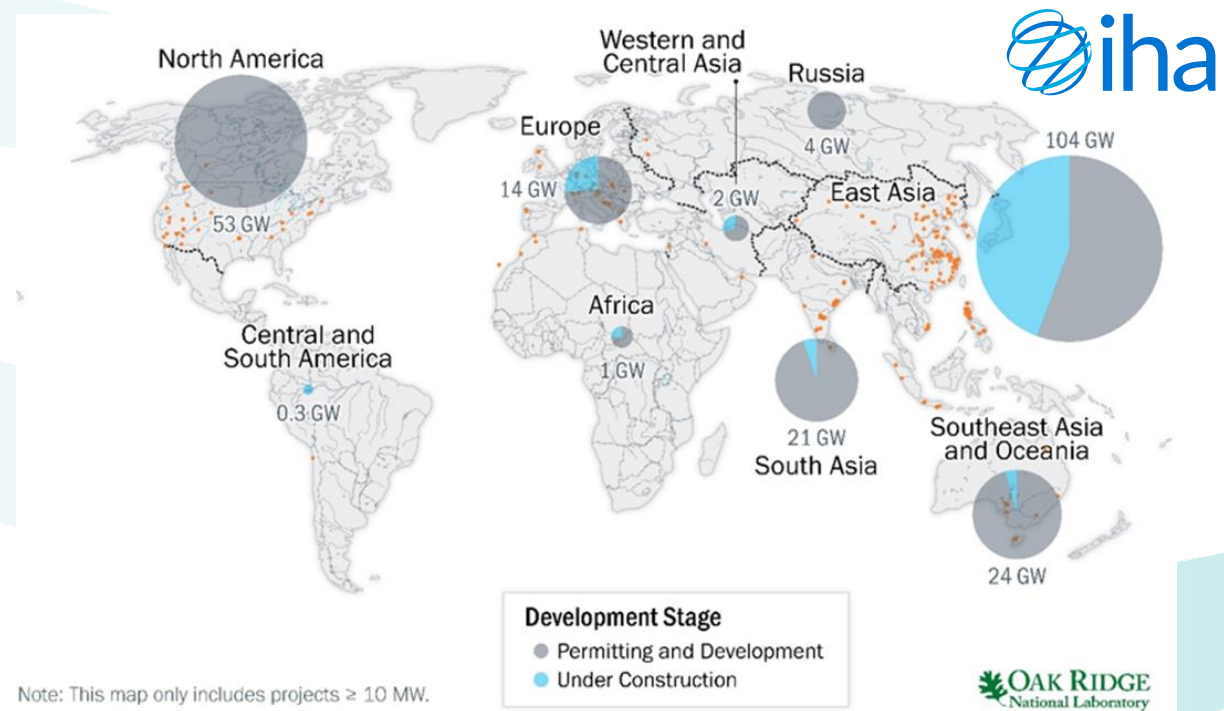 iha
North America
53 GW
Western and
Central Asia
2 GW
Russia
4 GW
Europe
14 GW
104 GW
East Asia
Africa
1 GW
Central and
South America
0.3 GW
21 GW
South Asia
Southeast Asia
and Oceania
24 GW
Development Stage
Permitting and Development
Under Construction
Note: This map only includes projects ≥ 10 MW.
OAK RIDGE
National Laboratory